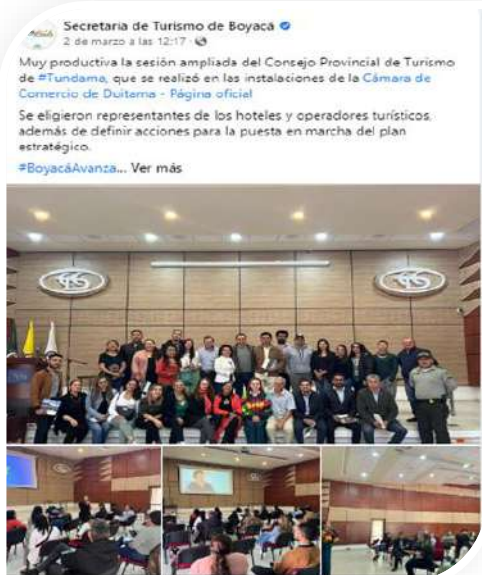 Secretaria de Turismo de Boyacá
2 de marzo a las 12:17 ·
Muy productiva la sesión ampliada del Consejo Provincial de Turismo
de #Tundama, que se realizó en las instalaciones de la Cámara de
Comercio de Duitama - Página oficial
Se eligieron representantes de los hoteles y operadores turísticos,
además de definir acciones para la puesta en marcha del plan
estratégico.
#BoyacáAvanza... Ver más